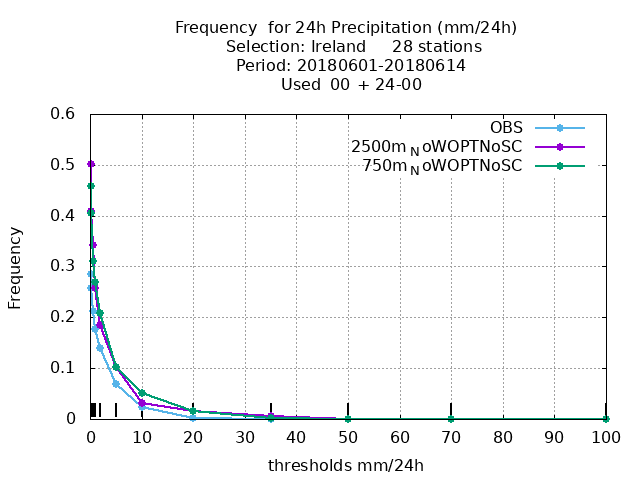 Frequency for 24h Precipitation (mm/24h)
Selection: Ireland 28 stations
Period: 20180601-20180614
Used 00 + 24-00
OBS
2500m_NoWOPTNoSC
750m_NoWOPTNoSC
Frequency
0.6
0.5
0.4
0.3
0.2
0.1
0
0 10 20 30 40 50 60 70 80 90 100
thresholds mm/24h